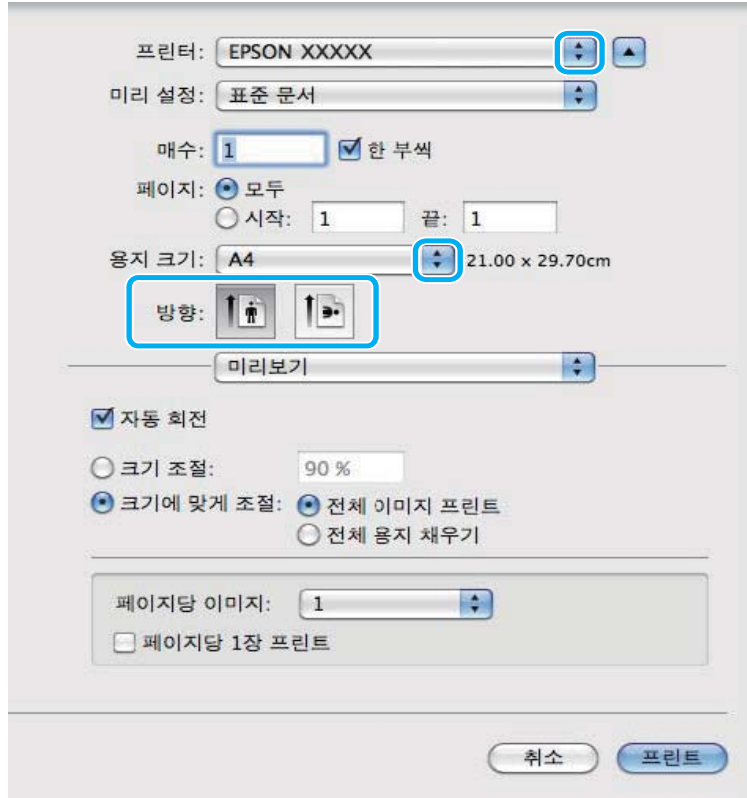 프린터: EPSON XXXXX
미리 설정: 표준 문서
매수: 1 한 부씩
페이지: 모두
시작: 1 끝: 1
용지 크기: A4 21.00 x 29.70cm
방향:
미리보기
자동 회전
크기 조절: 90 %
크기에 맞게 조절: 전체 이미지 프린트
전체 용지 채우기
페이지당 이미지: 1
페이지당 1장 프린트
취소 프린트